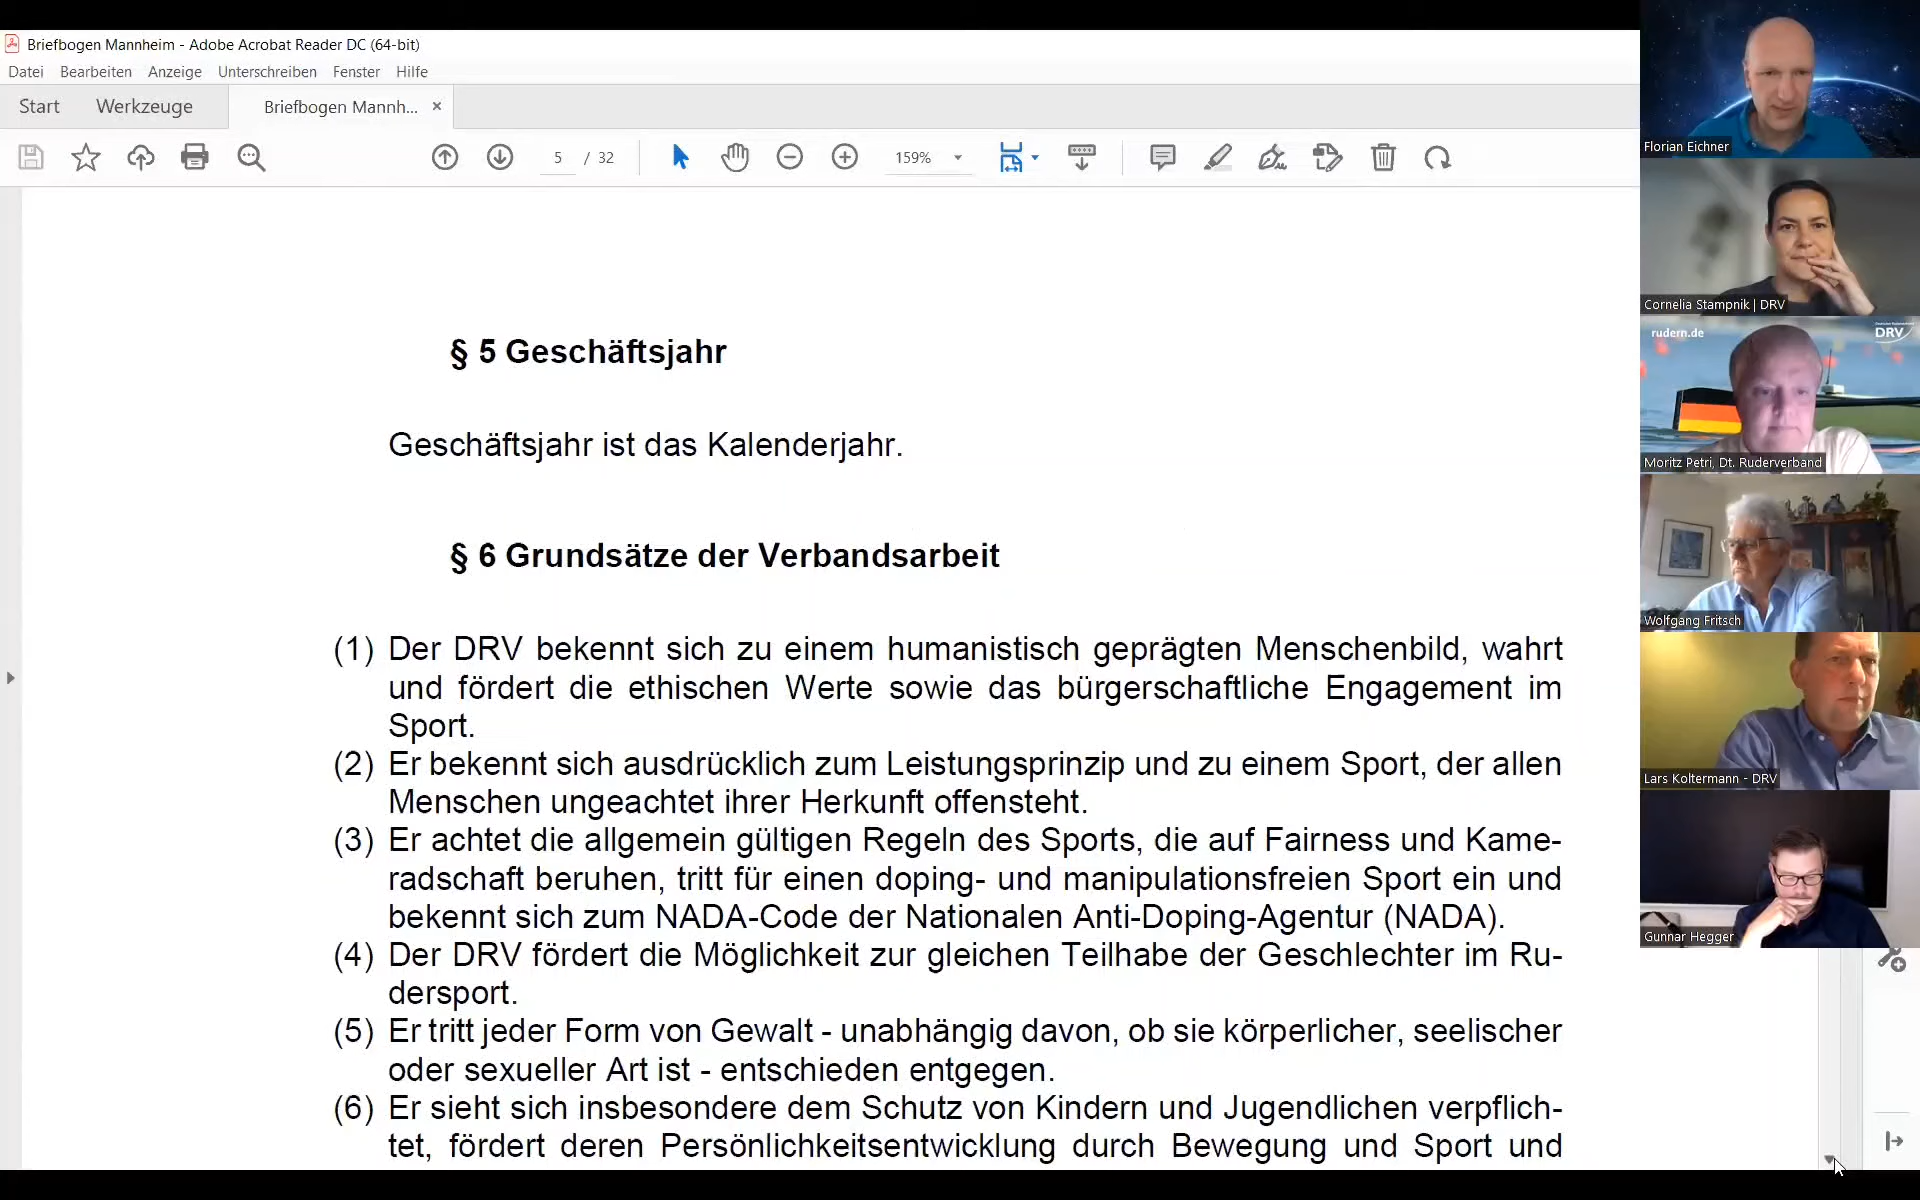 Briefbogen Mannheim - Adobe Acrobat Reader DC (64-bit)
Datei Bearbeiten Anzeige Unterschreiben Fenster Hilfe
Start Werkzeuge Briefbogen Mannh... ×
5 / 32 159%
§ 5 Geschäftsjahr
Geschäftsjahr ist das Kalenderjahr.
§ 6 Grundsätze der Verbandsarbeit
(1) Der DRV bekennt sich zu einem humanistisch geprägten Menschenbild, wahrt
und fördert die ethischen Werte sowie das bürgerschaftliche Engagement im
Sport.
(2) Er bekennt sich ausdrücklich zum Leistungsprinzip und zu einem Sport, der allen
Menschen ungeachtet ihrer Herkunft offensteht.
(3) Er achtet die allgemein gültigen Regeln des Sports, die auf Fairness und Kame-
radschaft beruhen, tritt für einen doping- und manipulationsfreien Sport ein und
bekennt sich zum NADA-Code der Nationalen Anti-Doping-Agentur (NADA).
(4) Der DRV fördert die Möglichkeit zur gleichen Teilhabe der Geschlechter im Ru-
dersport.
(5) Er tritt jeder Form von Gewalt - unabhängig davon, ob sie körperlicher, seelischer
oder sexueller Art ist - entschieden entgegen.
(6) Er sieht sich insbesondere dem Schutz von Kindern und Jugendlichen verpflich-
tet, fördert deren Persönlichkeitsentwicklung durch Bewegung und Sport und
Florian Eichner
Cornelia Stampnik | DRV
rudern.de
DRV
Moritz Petri, Dt. Ruderverband
Wolfgang Fritsch
Lars Koltermann - DRV
Gunnar Hegger